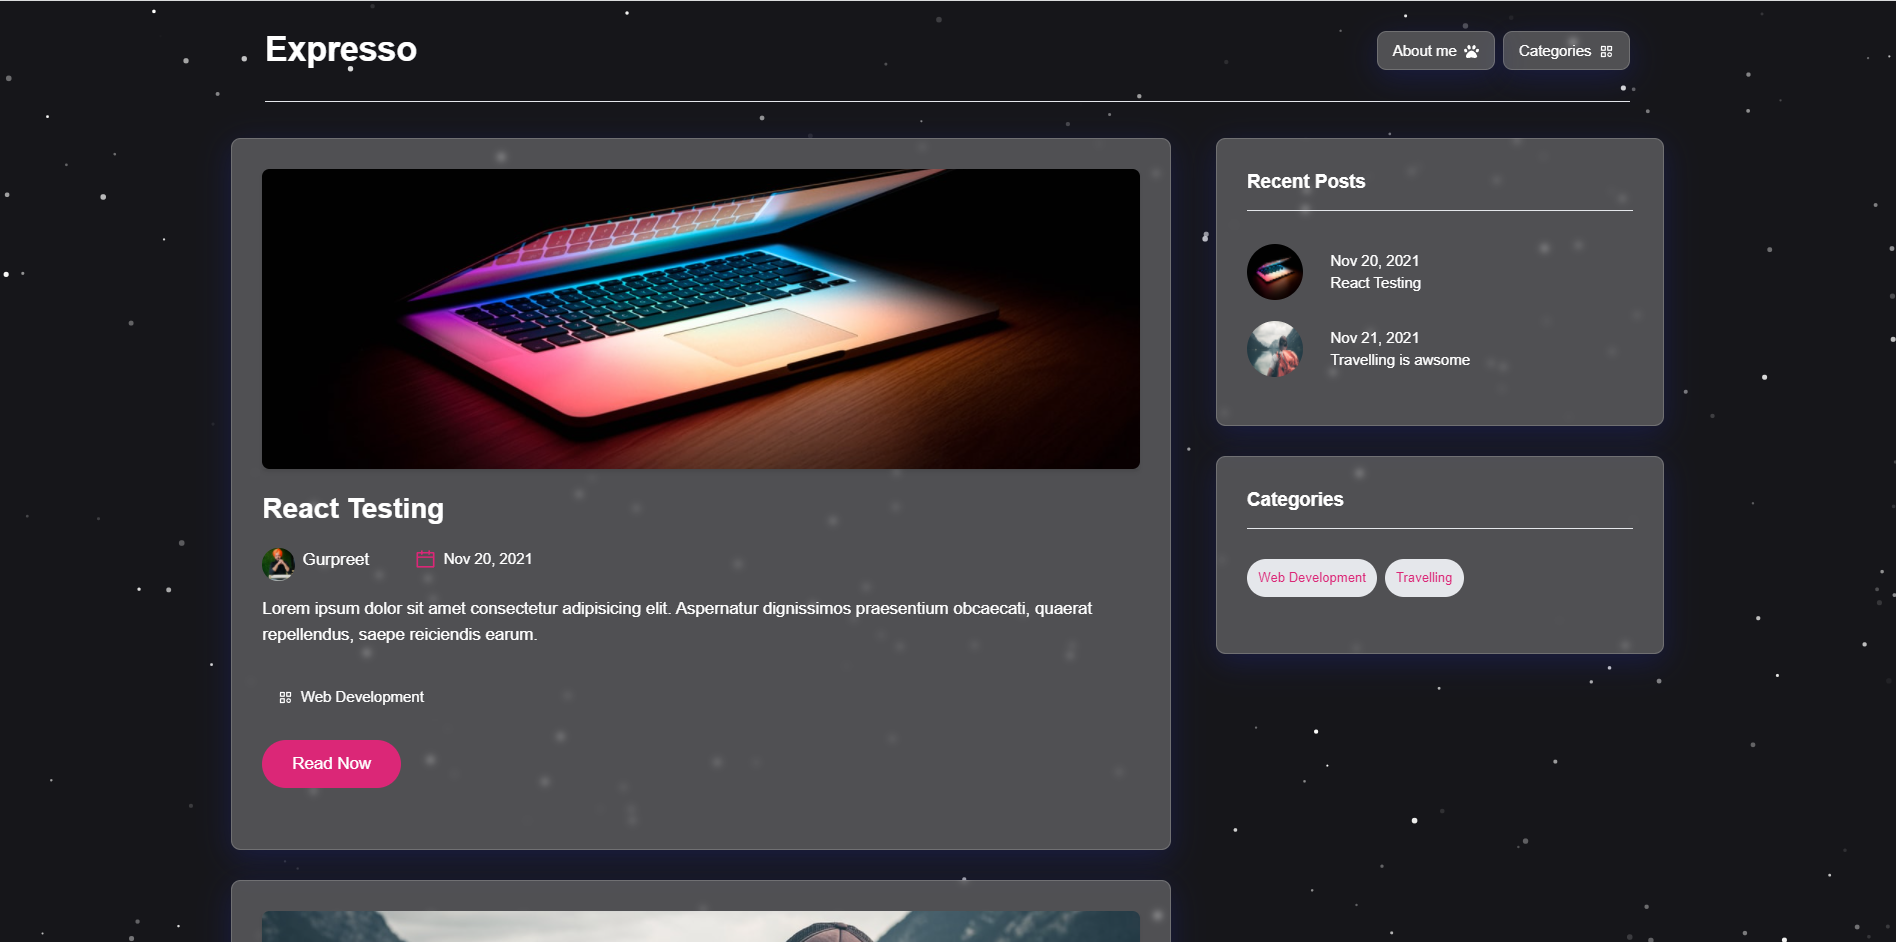 Expresso
About me
Categories
React Testing
Gurpreet
Nov 20, 2021
Lorem ipsum dolor sit amet consectetur adipisicing elit. Aspernatur dignissimos praesentium obcaecati, quaerat
repellendus, saepe reiciendis earum.
Web Development
Read Now
Recent Posts
Nov 20, 2021
React Testing
Nov 21, 2021
Travelling is awsome
Categories
Web Development
Travelling